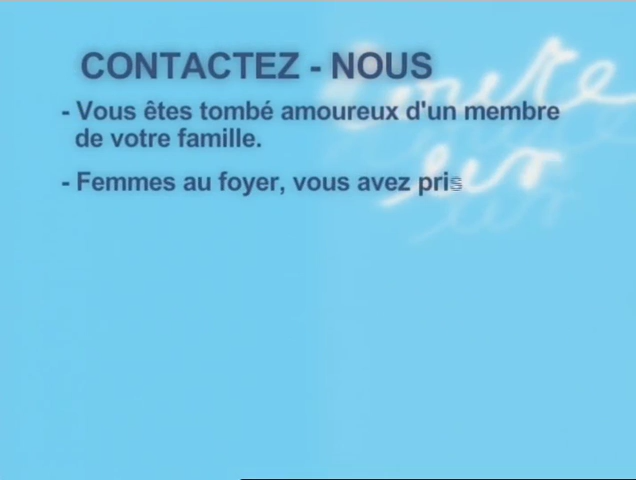 CONTACTEZ - NOUS
- Vous êtes tombé amoureux d'un membre
de votre famille.
- Femmes au foyer, vous avez pris